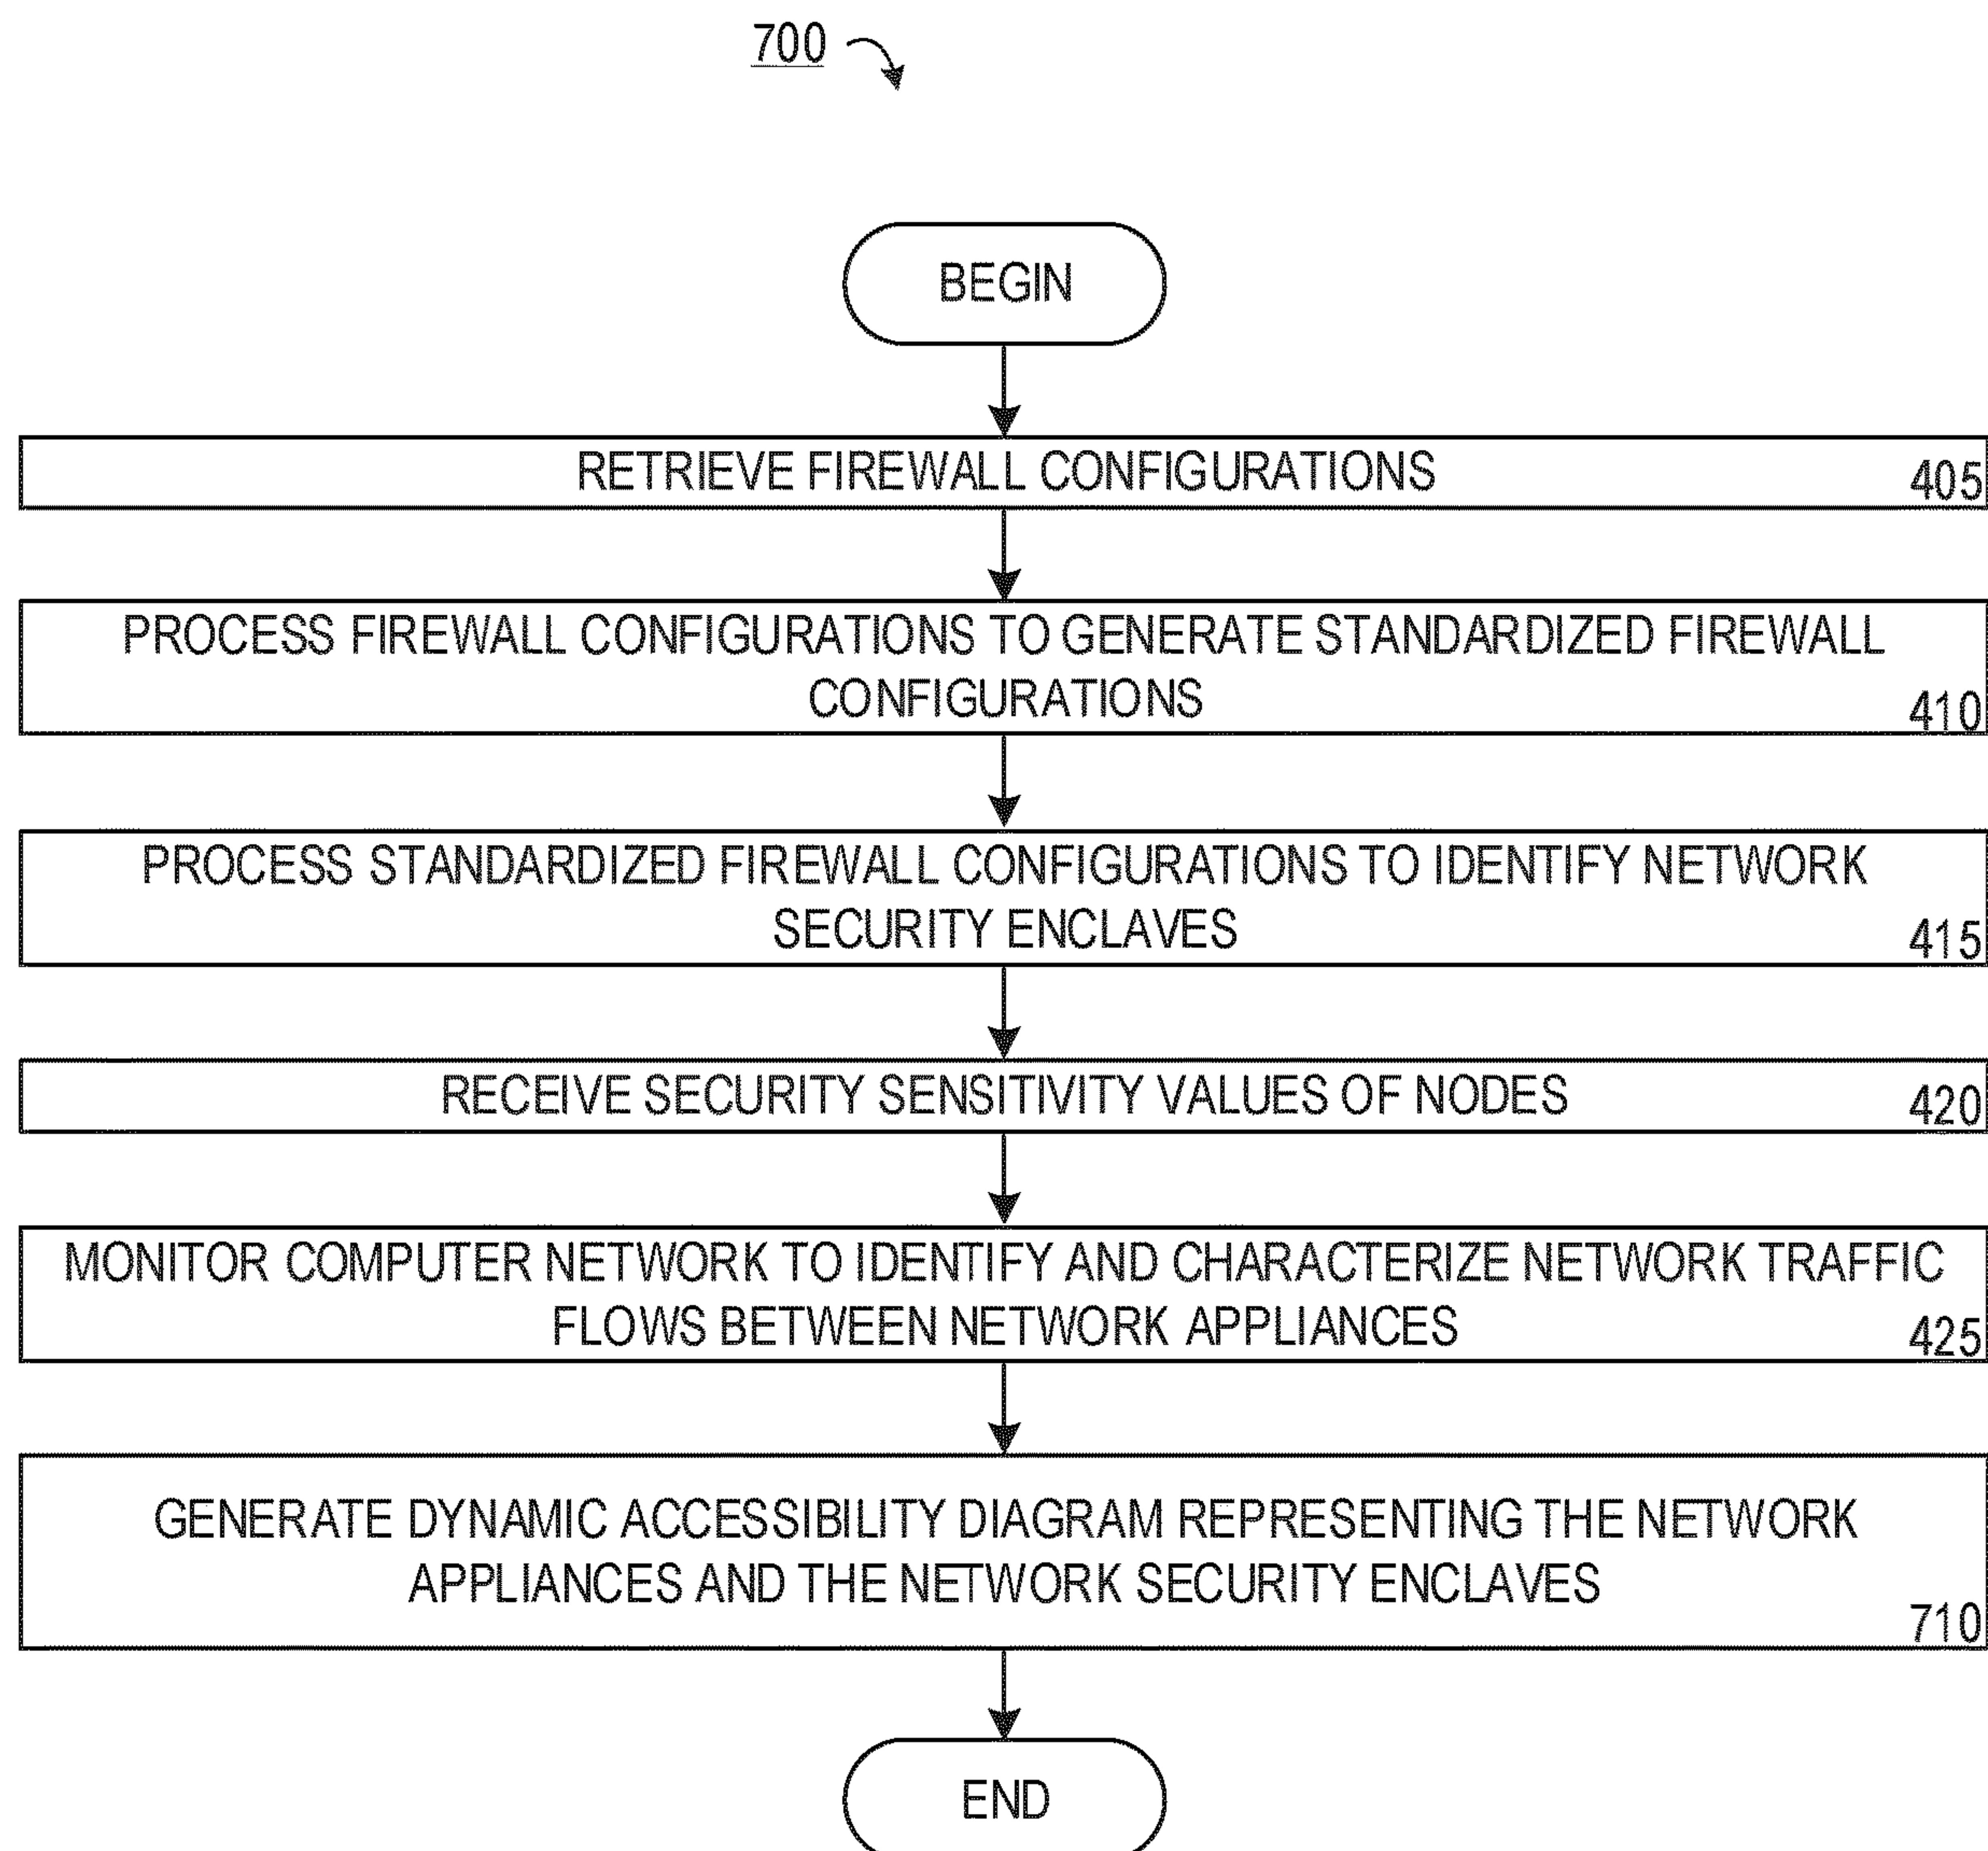 700
BEGIN
RETRIEVE FIREWALL CONFIGURATIONS
405
PROCESS FIREWALL CONFIGURATIONS TO GENERATE STANDARDIZED FIREWALL
CONFIGURATIONS
410
PROCESS STANDARDIZED FIREWALL CONFIGURATIONS TO IDENTIFY NETWORK
SECURITY ENCLAVES
415
RECEIVE SECURITY SENSITIVITY VALUES OF NODES
420
MONITOR COMPUTER NETWORK TO IDENTIFY AND CHARACTERIZE NETWORK TRAFFIC
FLOWS BETWEEN NETWORK APPLIANCES
425
GENERATE DYNAMIC ACCESSIBILITY DIAGRAM REPRESENTING THE NETWORK
APPLIANCES AND THE NETWORK SECURITY ENCLAVES
710
END